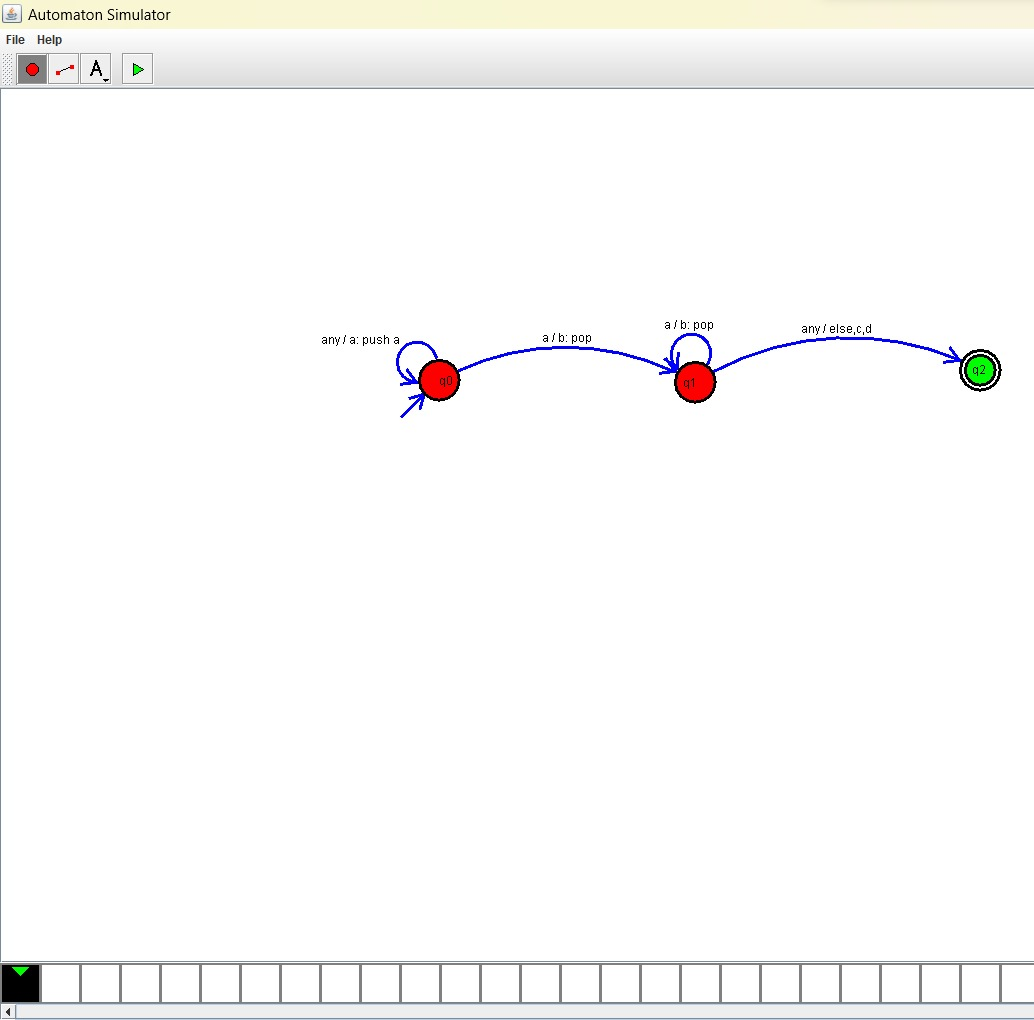 Automaton Simulator
File Help
A
a / b: pop
any / else,c,d
any / a: push a
a / b: pop
q0
q1
q2